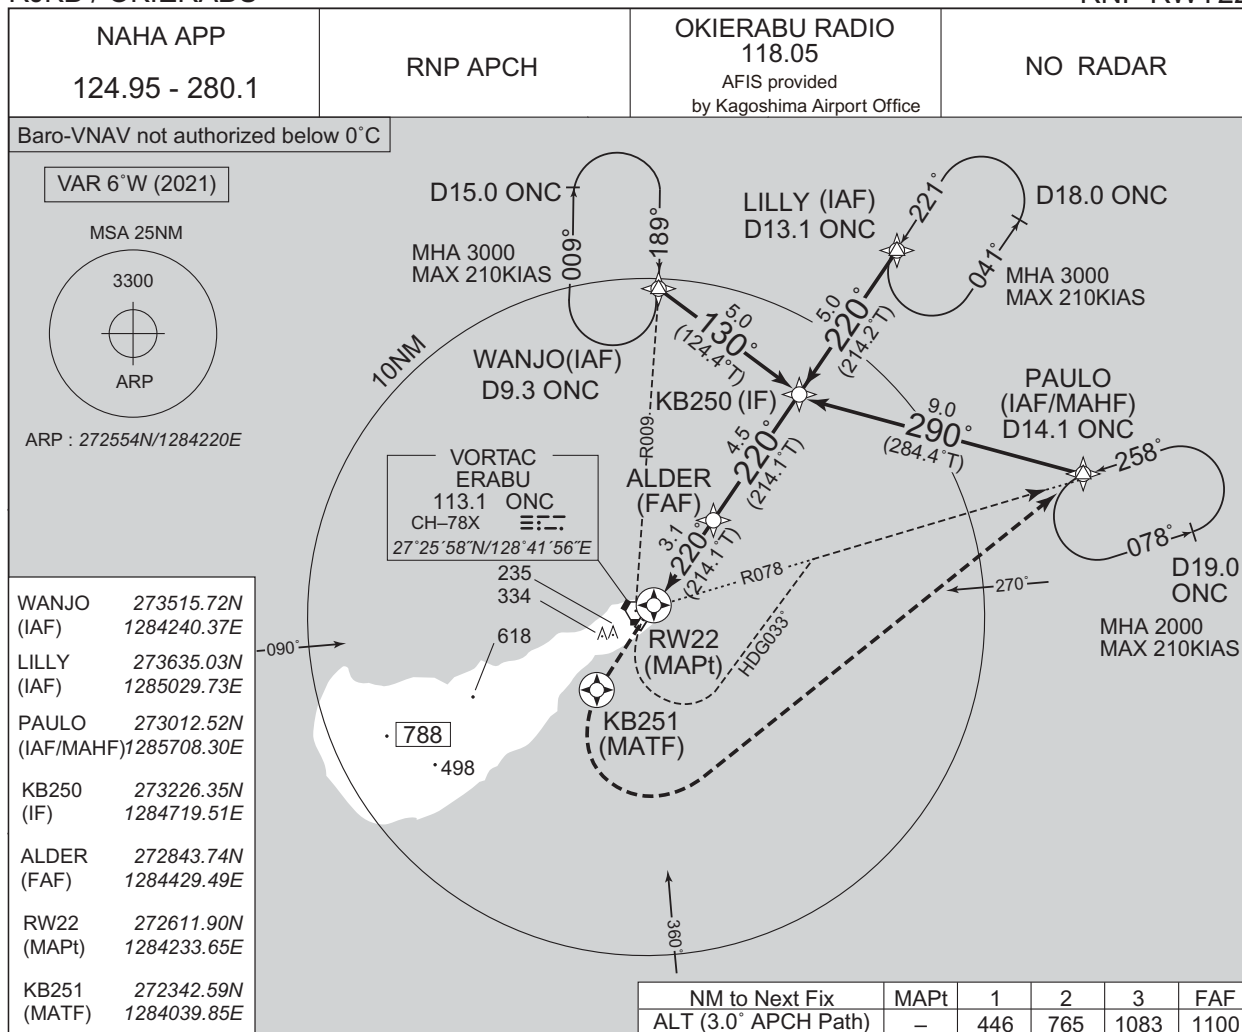 NAHA APP
124.95 - 280.1
RNP APCH
OKIERABU RADIO
118.05
AFIS provided
by Kagoshima Airport Office
NO RADAR
Baro-VNAV not authorized below 0˚C
VAR 6˚W (2021)
MSA 25NM
3300
ARP
ARP : 272554N/1284220E
D15.0 ONC
009°
189°
MHA 3000
MAX 210KIAS
WANJO(IAF)
D9.3 ONC
LILLY (IAF)
D13.1 ONC
221°
041°
D18.0 ONC
MHA 3000
MAX 210KIAS
10NM
5.0
130°
(124.4°T)
5.0
220°
(214.2°T)
KB250 (IF)
PAULO
(IAF/MAHF)
D14.1 ONC
9.0
290°
(284.4°T)
258°
078°
D19.0
ONC
MHA 2000
MAX 210KIAS
R009
4.5
220°
(214.1°T)
ALDER
(FAF)
3.1
220°
(214.1°T)
VORTAC
ERABU
113.1 ONC
CH–78X
27°25´58˝N/128°41´56˝E
R078
HDG033°
270°
090°
360°
235
334
618
788
498
RW22
(MAPt)
KB251
(MATF)
WANJO 273515.72N
(IAF) 1284240.37E
LILLY 273635.03N
(IAF) 1285029.73E
PAULO 273012.52N
(IAF/MAHF) 1285708.30E
KB250 273226.35N
(IF) 1284719.51E
ALDER 272843.74N
(FAF) 1284429.49E
RW22 272611.90N
(MAPt) 1284233.65E
KB251 272342.59N
(MATF) 1284039.85E
NM to Next Fix MAPt 1 2 3 FAF
ALT (3.0˚ APCH Path) – 446 765 1083 1100